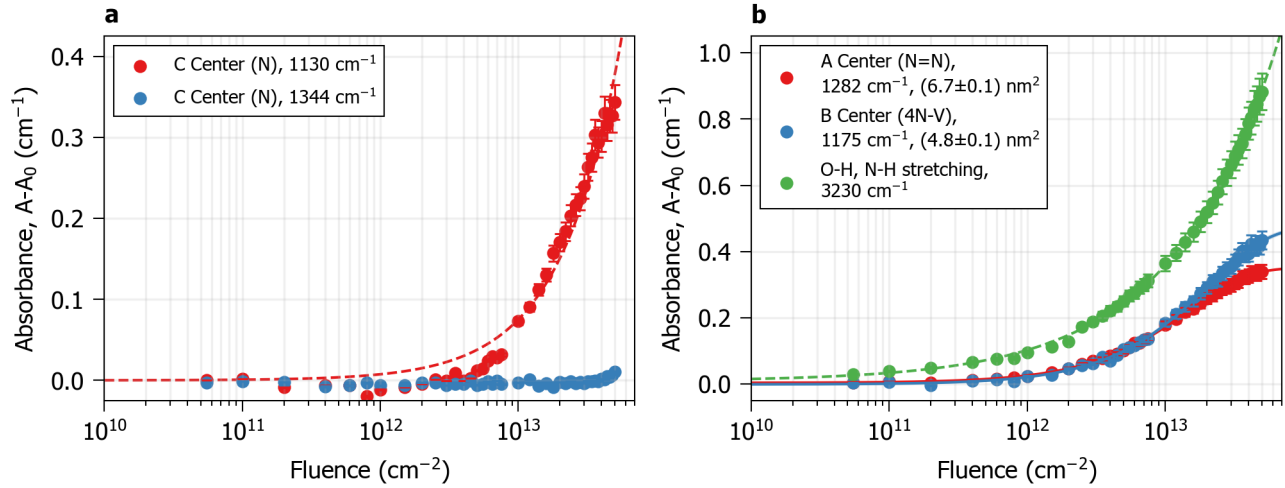 a
Absorbance, A-A₀ (cm⁻¹)
0.4
0.3
0.2
0.1
0.0
C Center (N), 1130 cm⁻¹
C Center (N), 1344 cm⁻¹
10¹⁰
10¹¹
10¹²
10¹³
Fluence (cm⁻²)
b
Absorbance, A-A₀ (cm⁻¹)
1.0
0.8
0.6
0.4
0.2
0.0
A Center (N=N),
1282 cm⁻¹, (6.7±0.1) nm²
B Center (4N-V),
1175 cm⁻¹, (4.8±0.1) nm²
O-H, N-H stretching,
3230 cm⁻¹
10¹⁰
10¹¹
10¹²
10¹³
Fluence (cm⁻²)